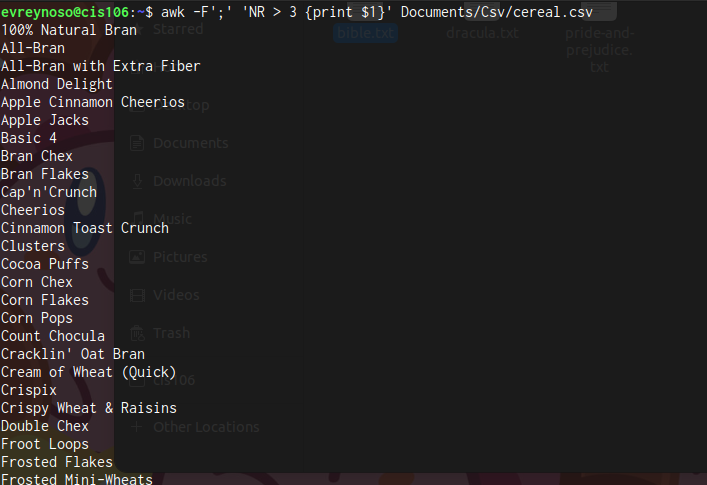 evreynoso@cis106:~$ awk -F';' 'NR > 3 {print $1}' Documents/Csv/cereal.csv
100% Natural Bran
All-Bran
All-Bran with Extra Fiber
Almond Delight
Apple Cinnamon Cheerios
Apple Jacks
Basic 4
Bran Chex
Bran Flakes
Cap'n'Crunch
Cheerios
Cinnamon Toast Crunch
Clusters
Cocoa Puffs
Corn Chex
Corn Flakes
Corn Pops
Count Chocula
Cracklin' Oat Bran
Cream of Wheat (Quick)
Crispix
Crispy Wheat & Raisins
Double Chex
Froot Loops
Frosted Flakes
Frosted Mini-Wheats
Starred
Documents
Downloads
Music
Pictures
Videos
Trash
cis106
Other Locations
bible.txt
dracula.txt
pride-and-
prejudice.
txt